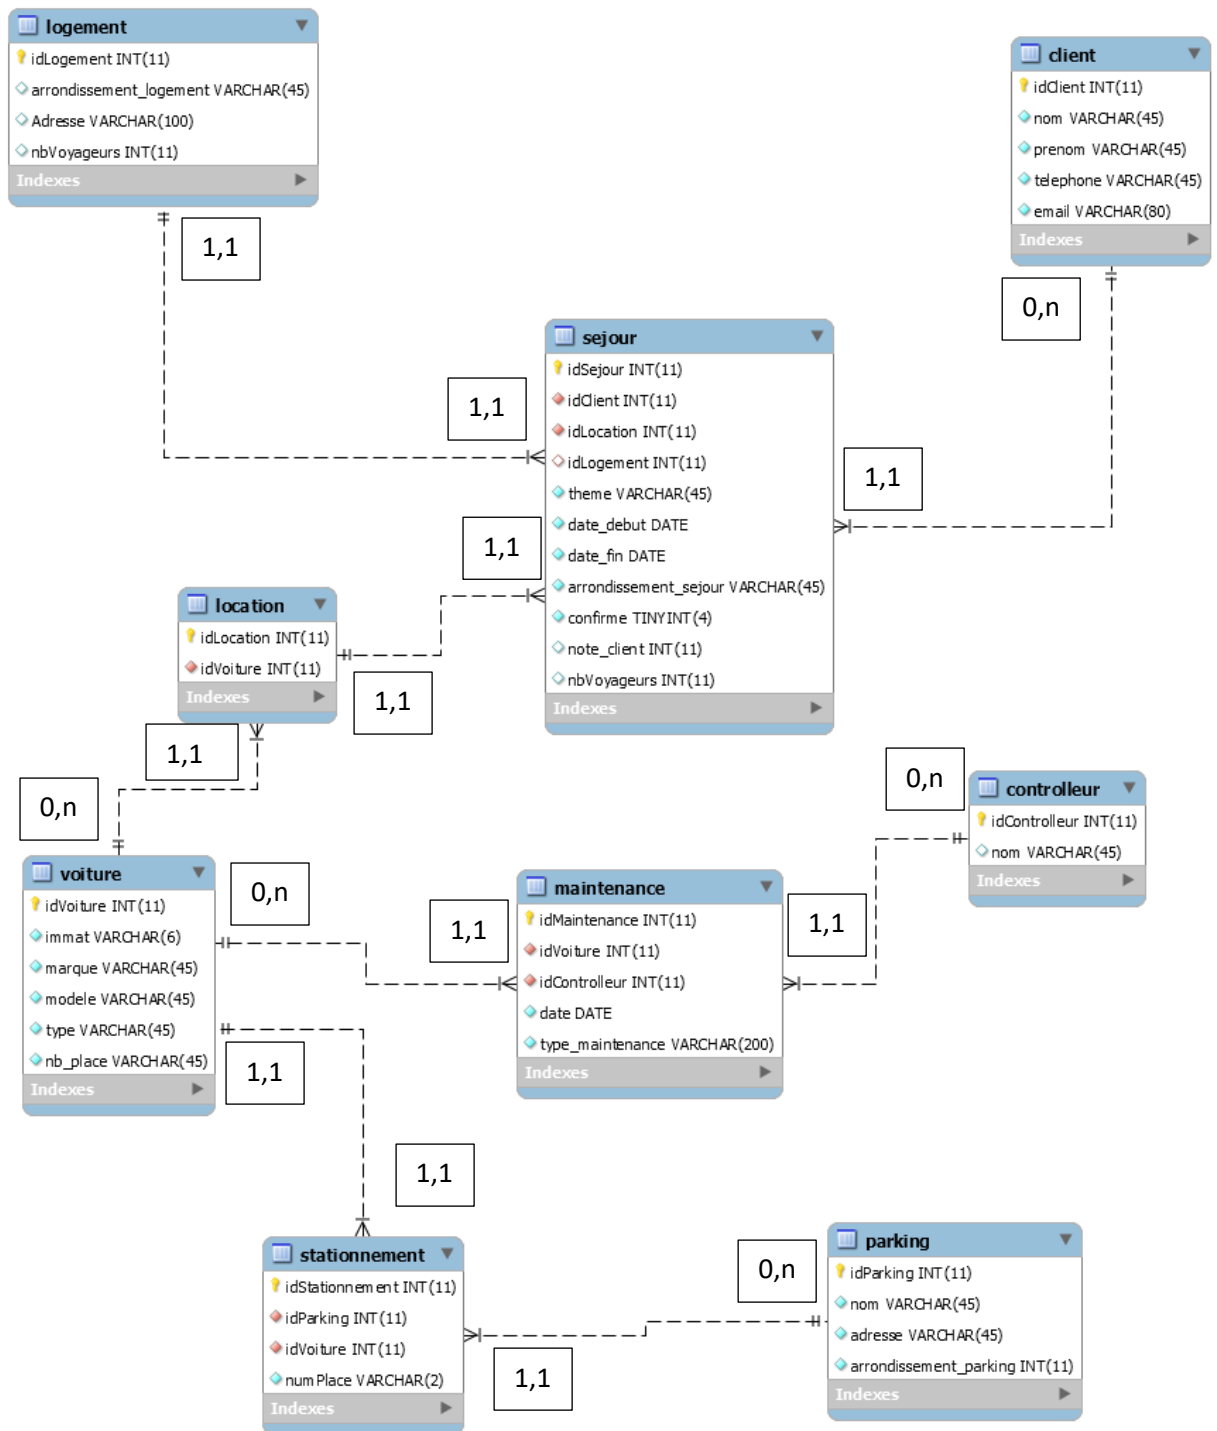 logement
idLogement INT(11)
arrondissement_logement VARCHAR(45)
Adresse VARCHAR(100)
nbVoyageurs INT(11)
Indexes
1,1
client
idClient INT(11)
nom VARCHAR(45)
prenom VARCHAR(45)
telephone VARCHAR(45)
email VARCHAR(80)
Indexes
0,n
sejour
idSejour INT(11)
idClient INT(11)
idLocation INT(11)
idLogement INT(11)
theme VARCHAR(45)
date_debut DATE
date_fin DATE
arrondissement_sejour VARCHAR(45)
confirme TINYINT(4)
note_client INT(11)
nbVoyageurs INT(11)
Indexes
1,1
1,1
1,1
location
idLocation INT(11)
idVoiture INT(11)
Indexes
1,1
1,1
0,n
voiture
idVoiture INT(11)
immat VARCHAR(6)
marque VARCHAR(45)
modele VARCHAR(45)
type VARCHAR(45)
nb_place VARCHAR(45)
Indexes
0,n
1,1
maintenance
idMaintenance INT(11)
idVoiture INT(11)
idControlleur INT(11)
date DATE
type_maintenance VARCHAR(200)
Indexes
1,1
1,1
0,n
controlleur
idControlleur INT(11)
nom VARCHAR(45)
Indexes
1,1
stationnement
idStationnement INT(11)
idParking INT(11)
idVoiture INT(11)
numPlace VARCHAR(2)
Indexes
1,1
0,n
parking
idParking INT(11)
nom VARCHAR(45)
adresse VARCHAR(45)
arrondissement_parking INT(11)
Indexes